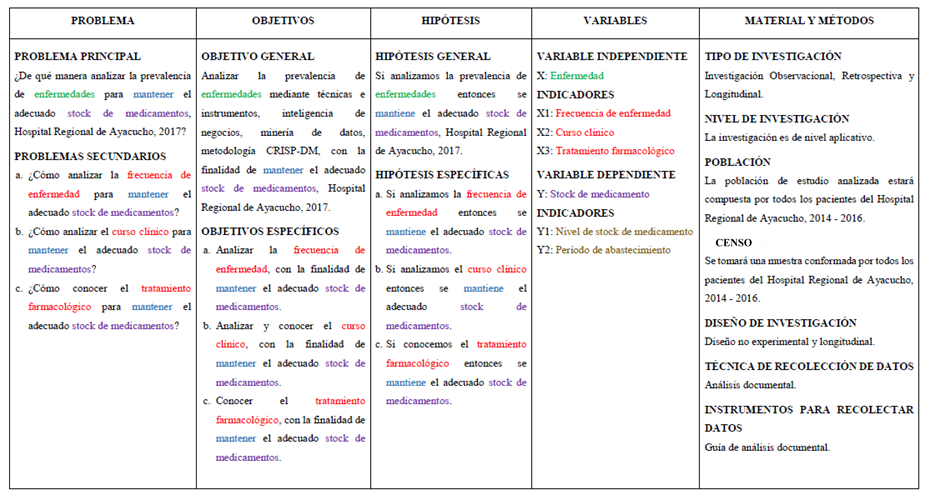 PROBLEMA
OBJETIVOS
HIPÓTESIS
VARIABLES
MATERIAL Y MÉTODOS
PROBLEMA PRINCIPAL
¿De qué manera analizar la prevalencia
de enfermedades para mantener el
adecuado stock de medicamentos,
Hospital Regional de Ayacucho, 2017?
PROBLEMAS SECUNDARIOS
a. ¿Cómo analizar la frecuencia de
enfermedad para mantener el
adecuado stock de medicamentos?
b. ¿Cómo analizar el curso clínico para
mantener el adecuado stock de
medicamentos?
c. ¿Cómo conocer el tratamiento
farmacológico para mantener el
adecuado stock de medicamentos?
OBJETIVO GENERAL
Analizar la prevalencia de
enfermedades mediante técnicas e
instrumentos, inteligencia de
negocios, minería de datos,
metodología CRISP-DM, con la
finalidad de mantener el adecuado
stock de medicamentos, Hospital
Regional de Ayacucho, 2017.
OBJETIVOS ESPECÍFICOS
a. Analizar la frecuencia de
enfermedad, con la finalidad de
mantener el adecuado stock de
medicamentos.
b. Analizar y conocer el curso
clínico, con la finalidad de
mantener el adecuado stock de
medicamentos.
c. Conocer el tratamiento
farmacológico, con la finalidad de
mantener el adecuado stock de
medicamentos.
HIPÓTESIS GENERAL
Si analizamos la prevalencia de
enfermedades entonces se
mantiene el adecuado stock de
medicamentos, Hospital Regional
de Ayacucho, 2017.
HIPÓTESIS ESPECÍFICAS
a. Si analizamos la frecuencia de
enfermedad entonces se
mantiene el adecuado stock de
medicamentos.
b. Si analizamos el curso clínico
entonces se mantiene el
adecuado stock de
medicamentos.
c. Si conocemos el tratamiento
farmacológico entonces se
mantiene el adecuado stock de
medicamentos.
VARIABLE INDEPENDIENTE
X: Enfermedad
INDICADORES
X1: Frecuencia de enfermedad
X2: Curso clínico
X3: Tratamiento farmacológico
VARIABLE DEPENDIENTE
Y: Stock de medicamento
INDICADORES
Y1: Nivel de stock de medicamento
Y2: Período de abastecimiento
TIPO DE INVESTIGACIÓN
Investigación Observacional, Retrospectiva y
Longitudinal.
NIVEL DE INVESTIGACIÓN
La investigación es de nivel aplicativo.
POBLACIÓN
La población de estudio analizada estará
compuesta por todos los pacientes del Hospital
Regional de Ayacucho, 2014 - 2016.
CENSO
Se tomará una muestra conformada por todos los
pacientes del Hospital Regional de Ayacucho,
2014 - 2016.
DISEÑO DE INVESTIGACIÓN
Diseño no experimental y longitudinal.
TÉCNICA DE RECOLECCIÓN DE DATOS
Análisis documental.
INSTRUMENTOS PARA RECOLECTAR
DATOS
Guía de análisis documental.